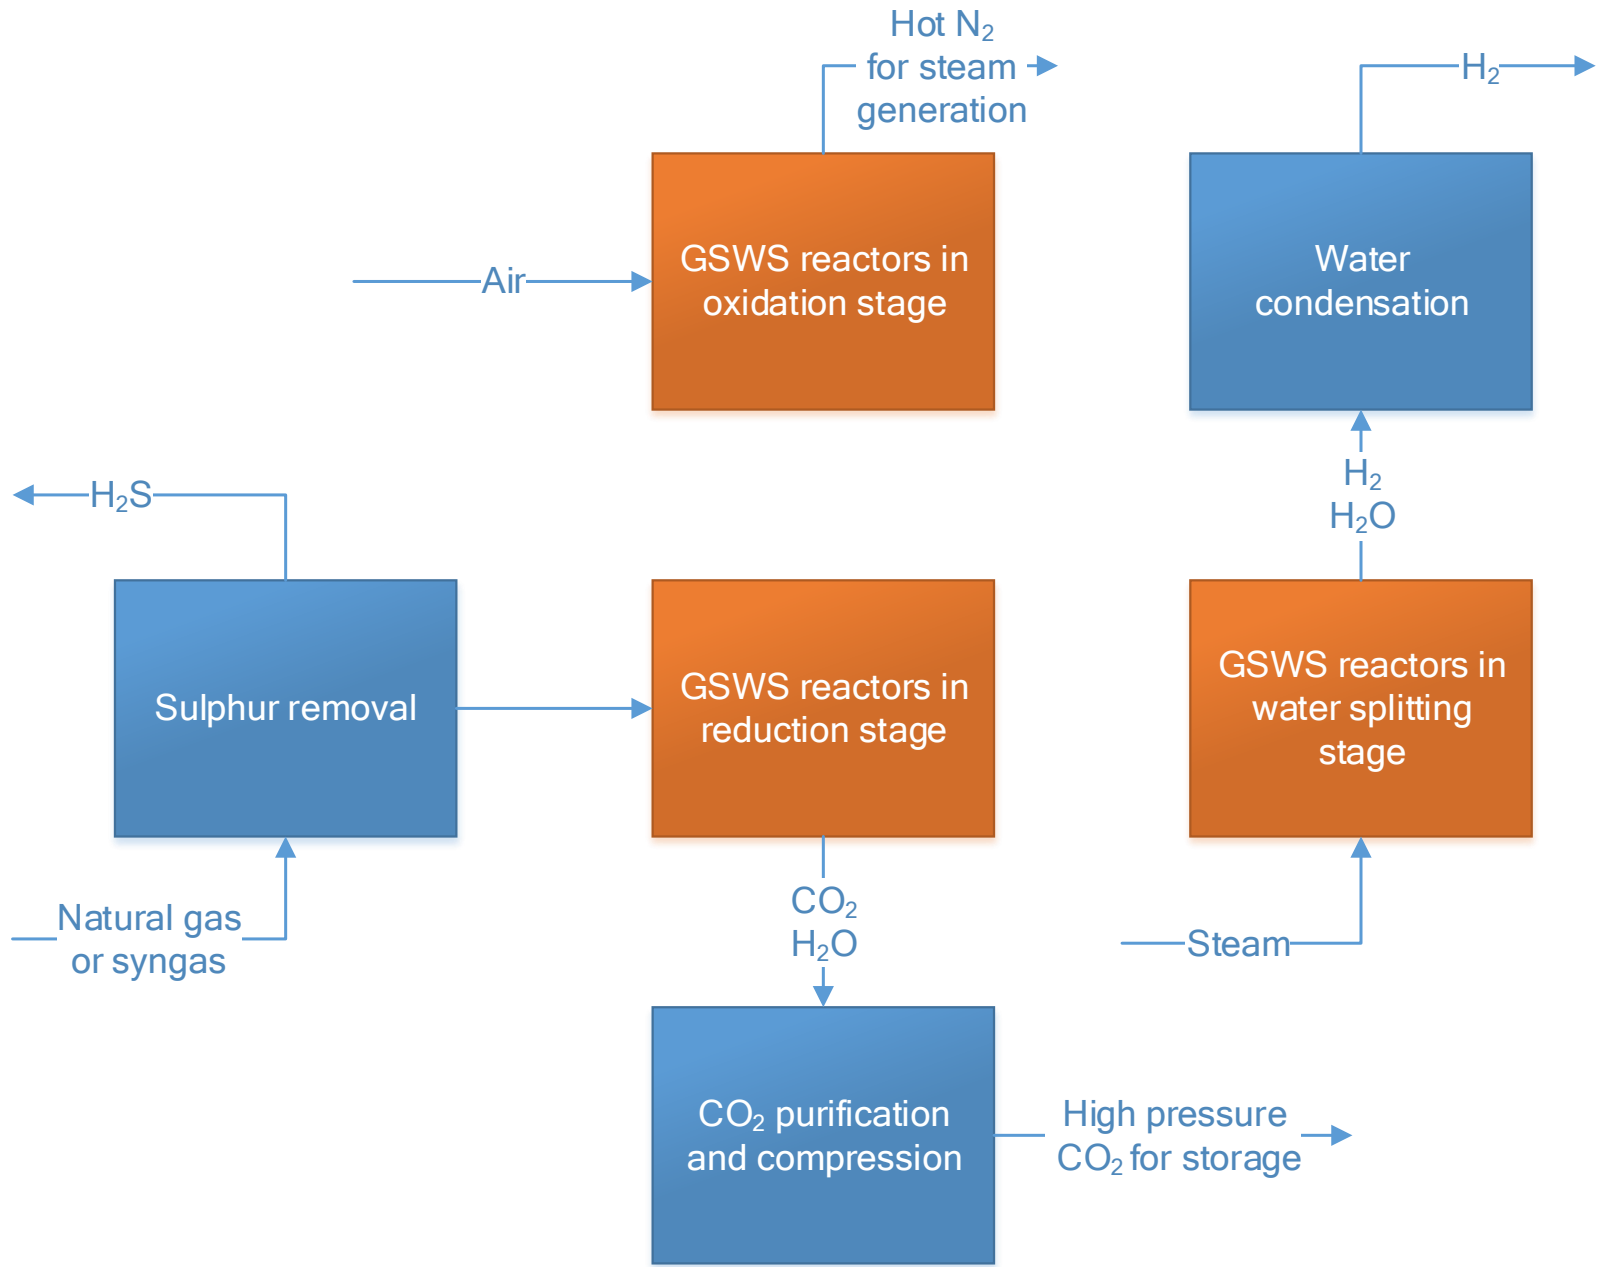 Hot N₂
for steam
generation
H₂
GSWS reactors in
oxidation stage
Water
condensation
Air
H₂
H₂O
H₂S
Sulphur removal
GSWS reactors in
reduction stage
GSWS reactors in
water splitting
stage
Natural gas
or syngas
CO₂
H₂O
Steam
CO₂ purification
and compression
High pressure
CO₂ for storage